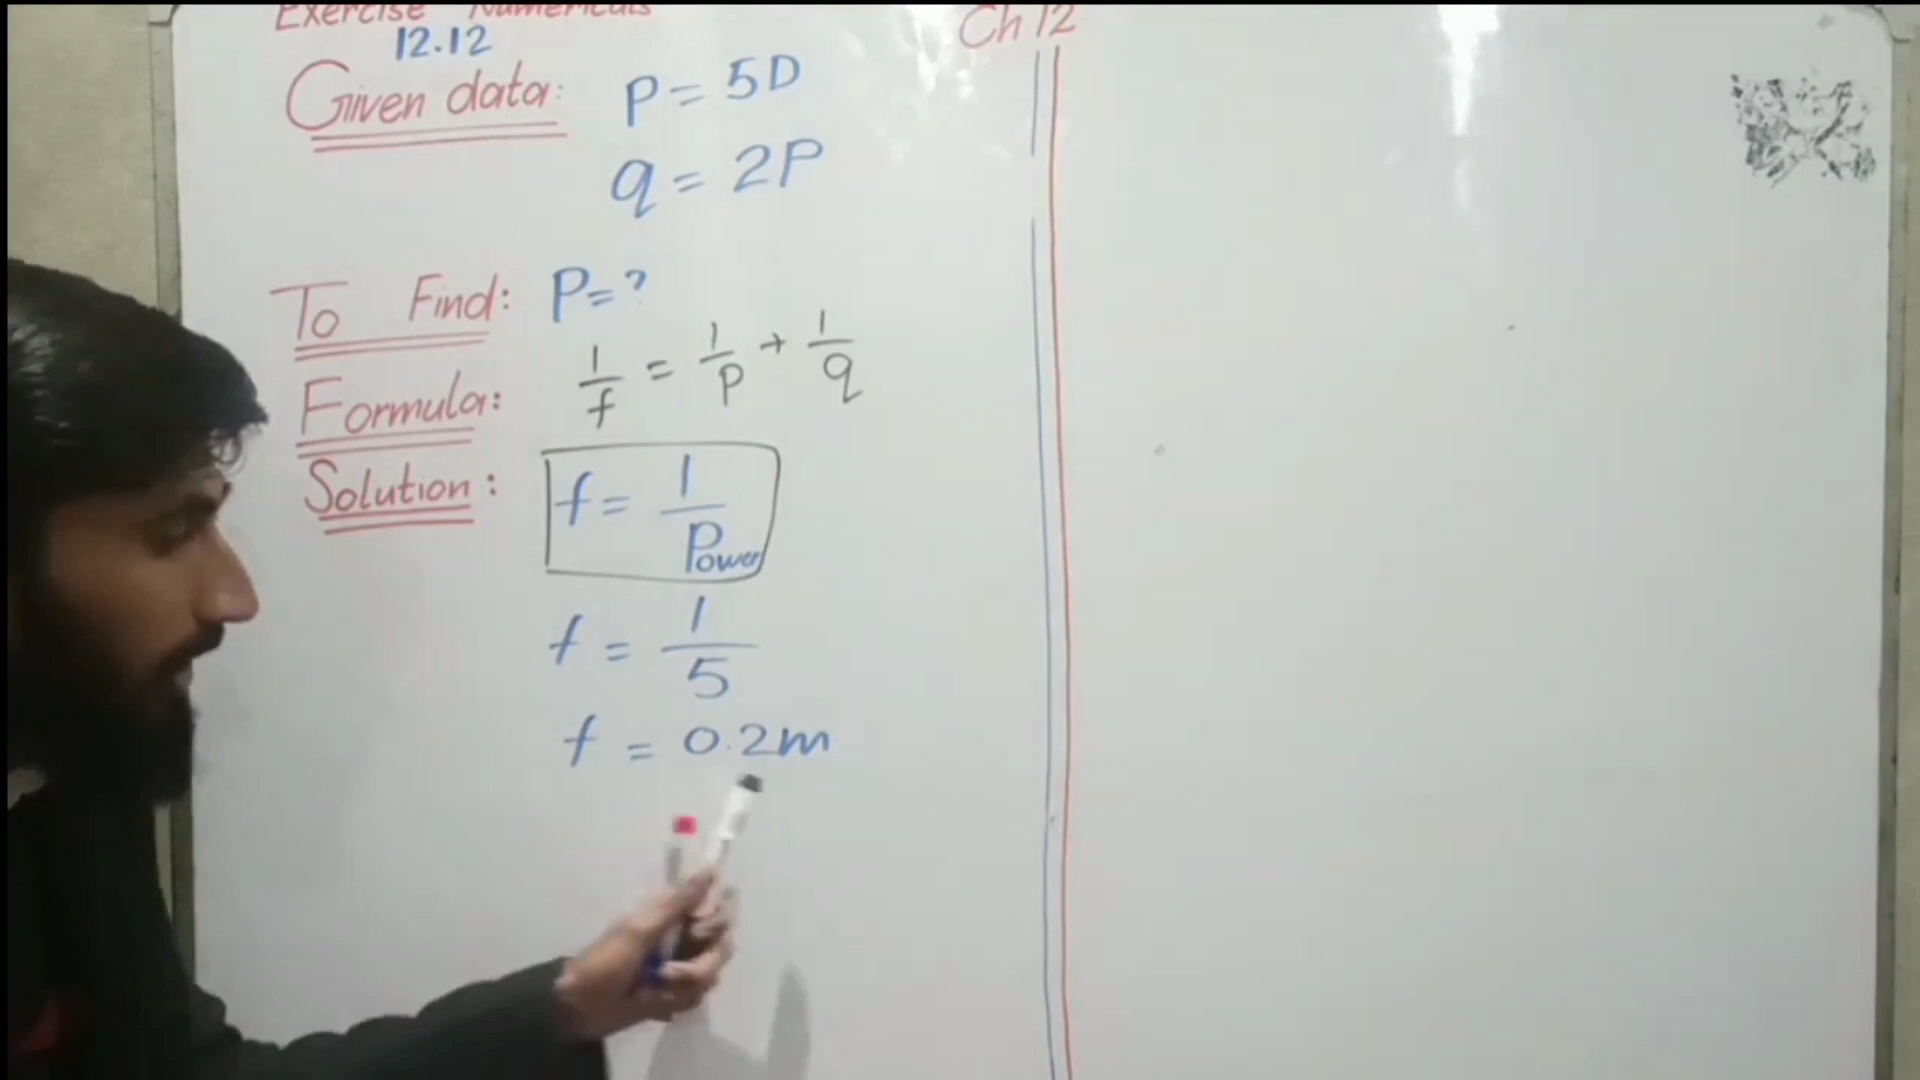 Exercise Numericals
Ch 12
12.12
Given data: P = 5D
q = 2P
To Find: P = ?
Formula: 1/f = 1/p + 1/q
Solution: f = 1/Power
f = 1/5
f = 0.2m